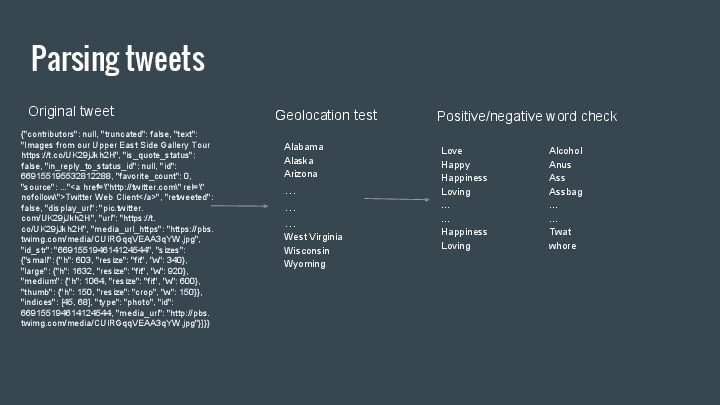 Parsing tweets
Original tweet
{"contributors": null, "truncated": false, "text":
"Images from our Upper East Side Gallery Tour
https://t.co/UK29jJkh2H", "is_quote_status":
false, "in_reply_to_status_id": null, "id":
669155195532812288, "favorite_count": 0,
"source": ..."<a href=\"http://twitter.com\" rel=\"
nofollow\">Twitter Web Client</a>", "retweeted":
false, "display_url": "pic.twitter.
com/UK29jJkh2H", "url": "https://t.
co/UK29jJkh2H", "media_url_https": "https://pbs.
twimg.com/media/CUlRGqqVEAA3qYW.jpg",
"id_str": "669155194614124544", "sizes":
{"small": {"h": 603, "resize": "fit", "w": 340},
"large": {"h": 1632, "resize": "fit", "w": 920},
"medium": {"h": 1064, "resize": "fit", "w": 600},
"thumb": {"h": 150, "resize": "crop", "w": 150}},
"indices": [45, 68], "type": "photo", "id":
669155194614124544, "media_url": "http://pbs.
twimg.com/media/CUlRGqqVEAA3qYW.jpg"}]}}
Geolocation test
Alabama
Alaska
Arizona
...
...
...
West Virginia
Wisconsin
Wyoming
Positive/negative word check
Love
Happy
Happiness
Loving
...
...
Happiness
Loving
Alcohol
Anus
Ass
Assbag
...
...
Twat
whore